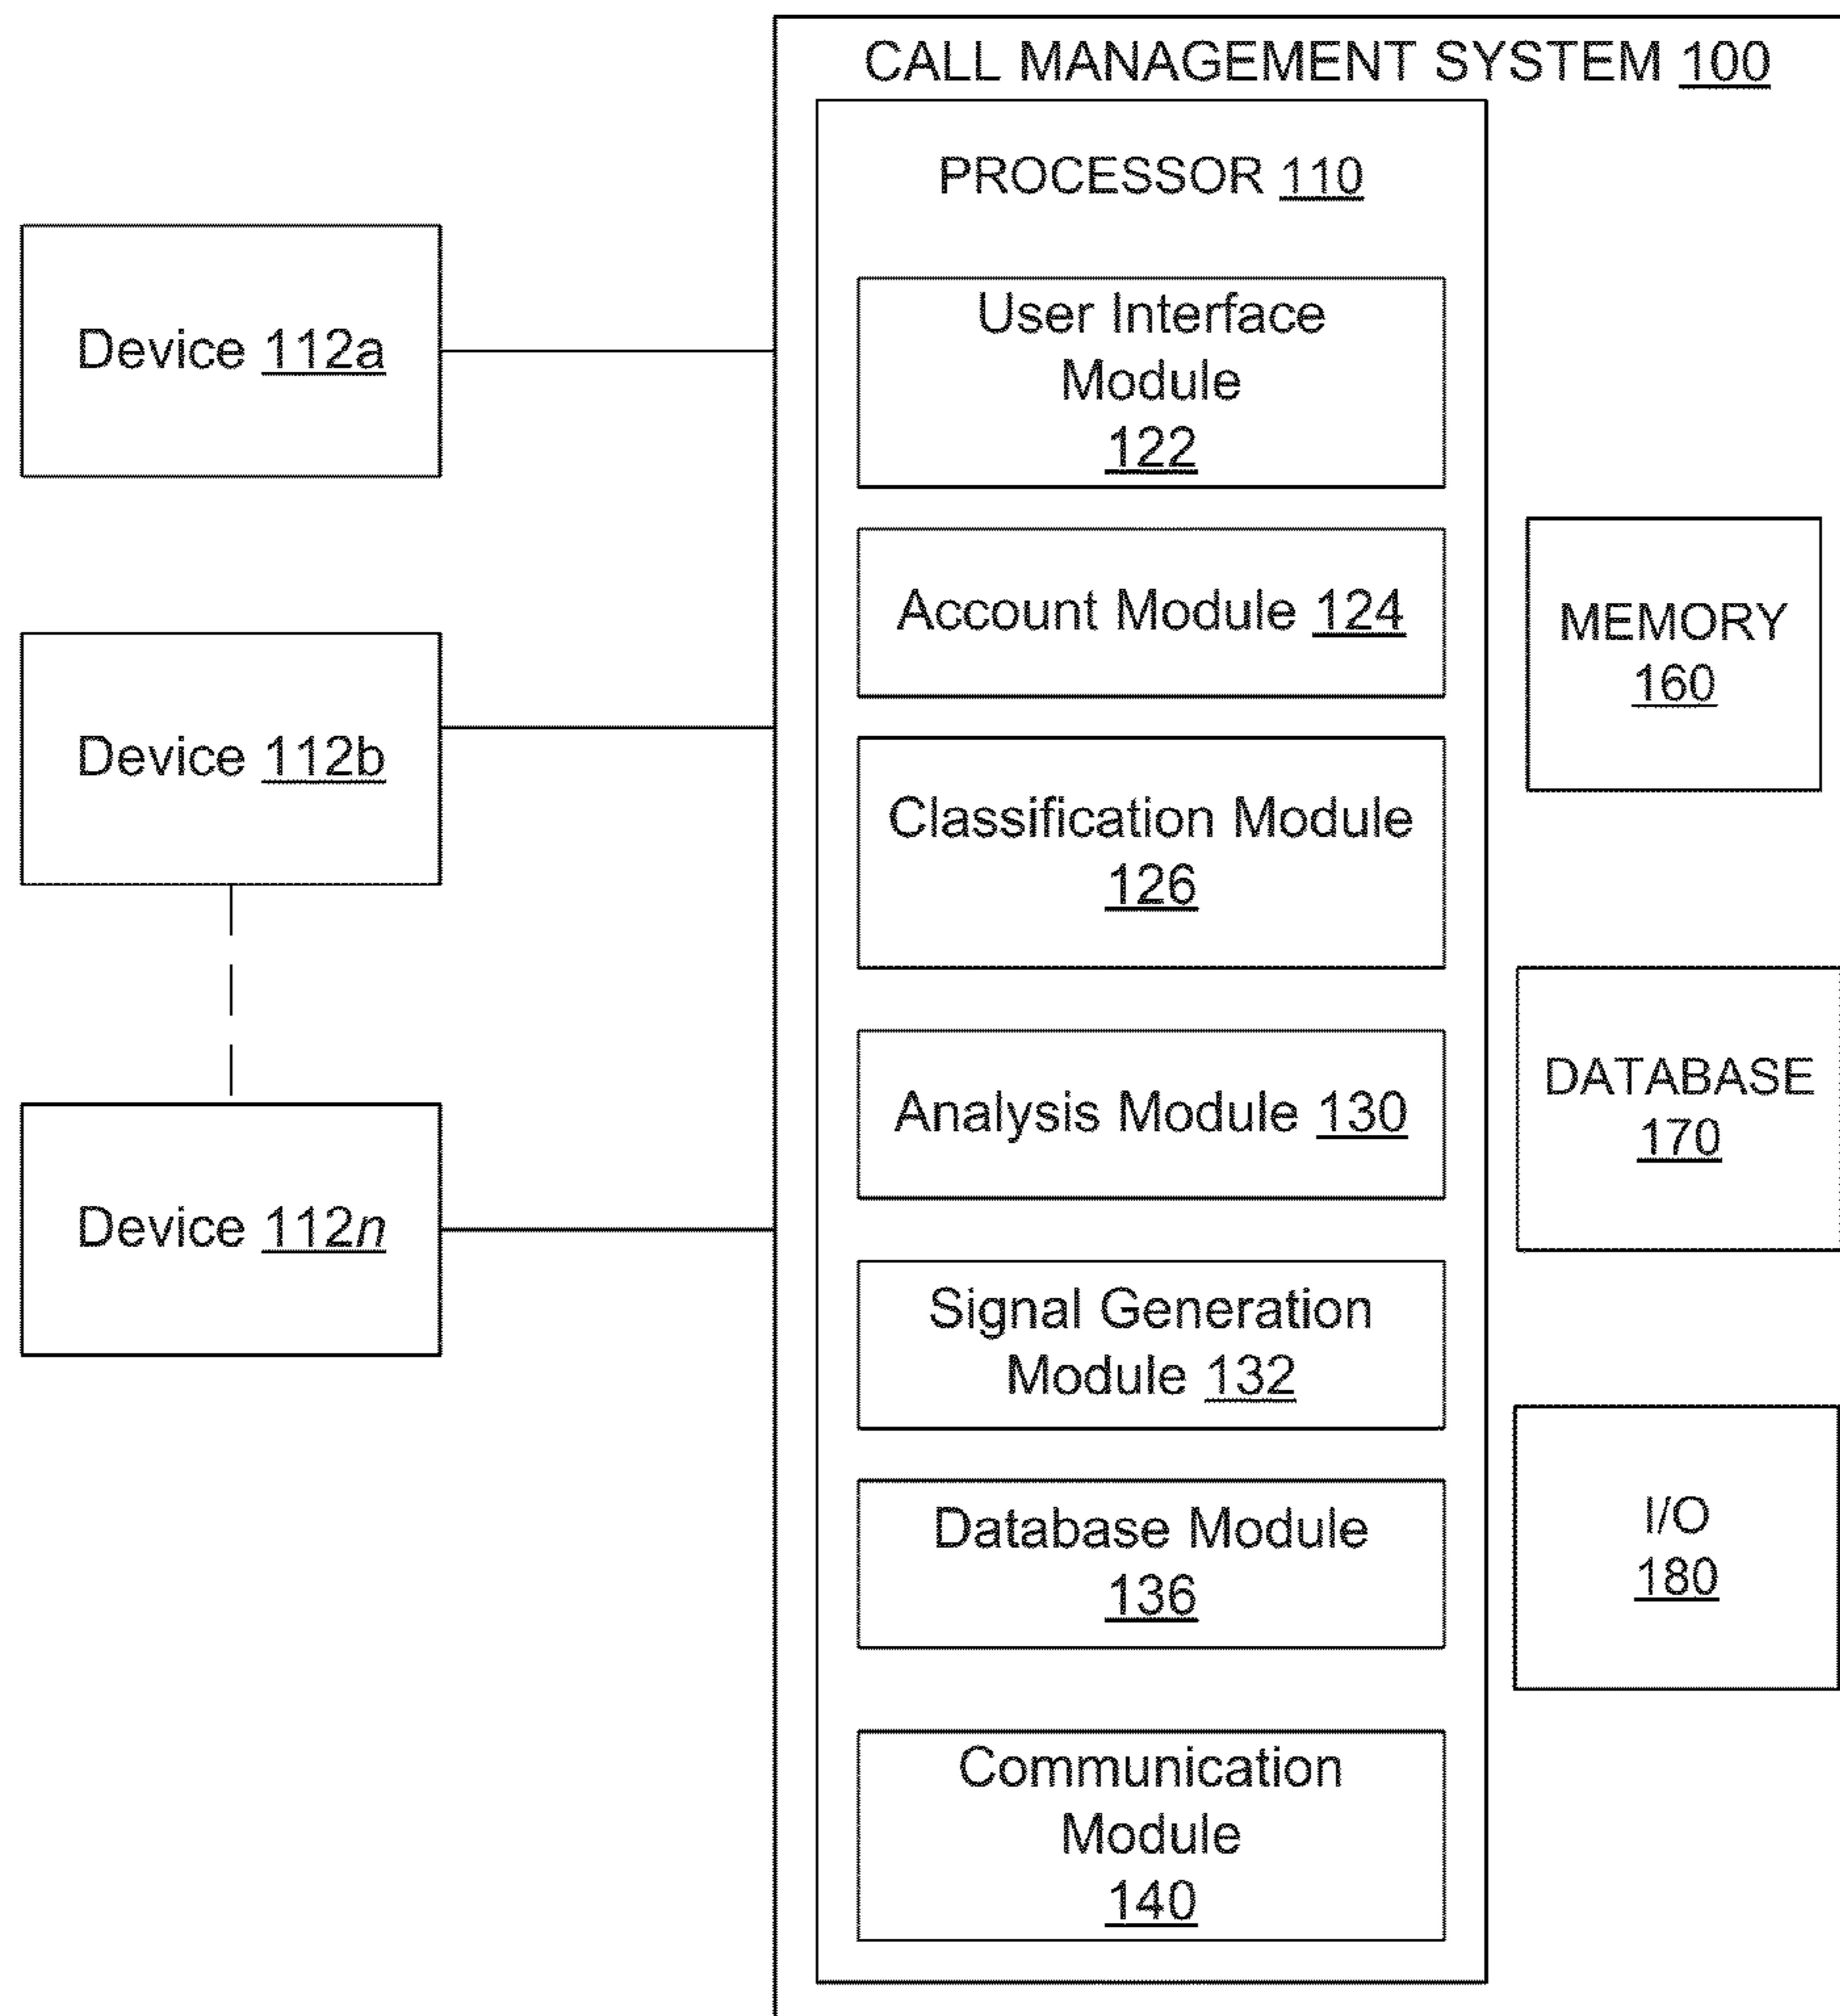 CALL MANAGEMENT SYSTEM 100
PROCESSOR 110
Device 112a
Device 112b
Device 112n
User Interface
Module
122
Account Module 124
Classification Module
126
Analysis Module 130
Signal Generation
Module 132
Database Module
136
Communication
Module
140
MEMORY
160
DATABASE
170
I/O
180